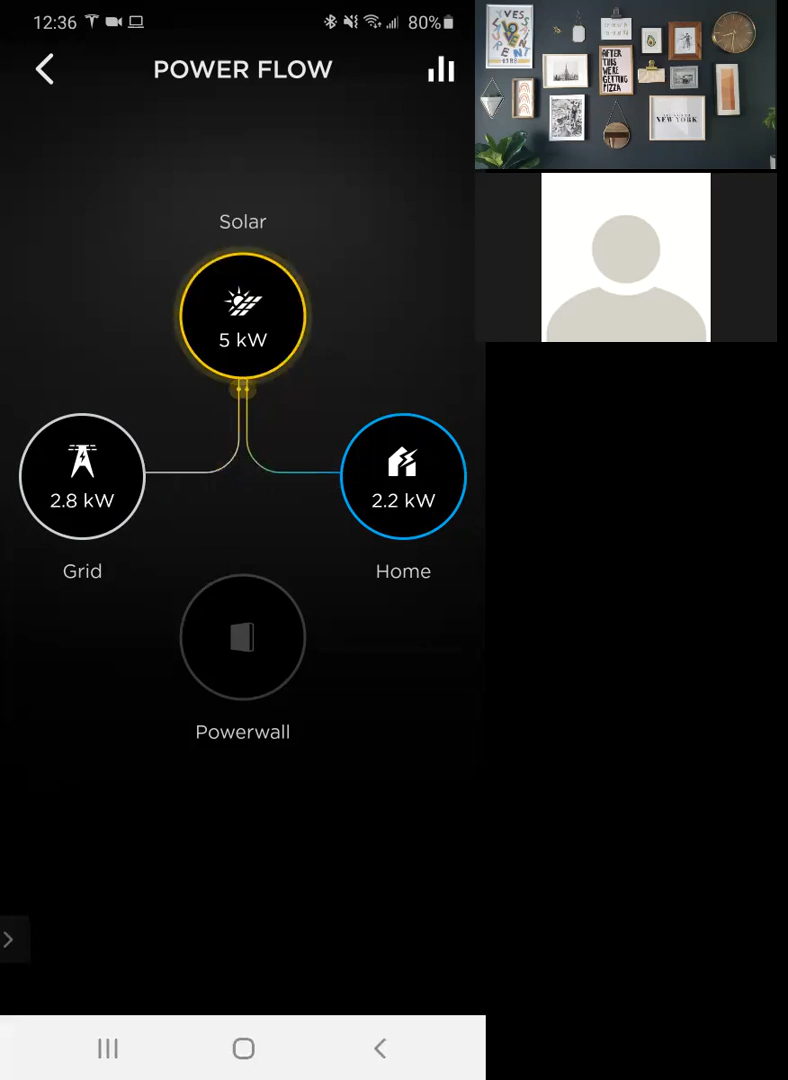 12:36
80%
POWER FLOW
Solar
5 kW
2.8 kW
2.2 kW
Grid
Home
Powerwall
YVES
AFTER
THIS
WE'RE
GETTING
PIZZA
NEW YORK